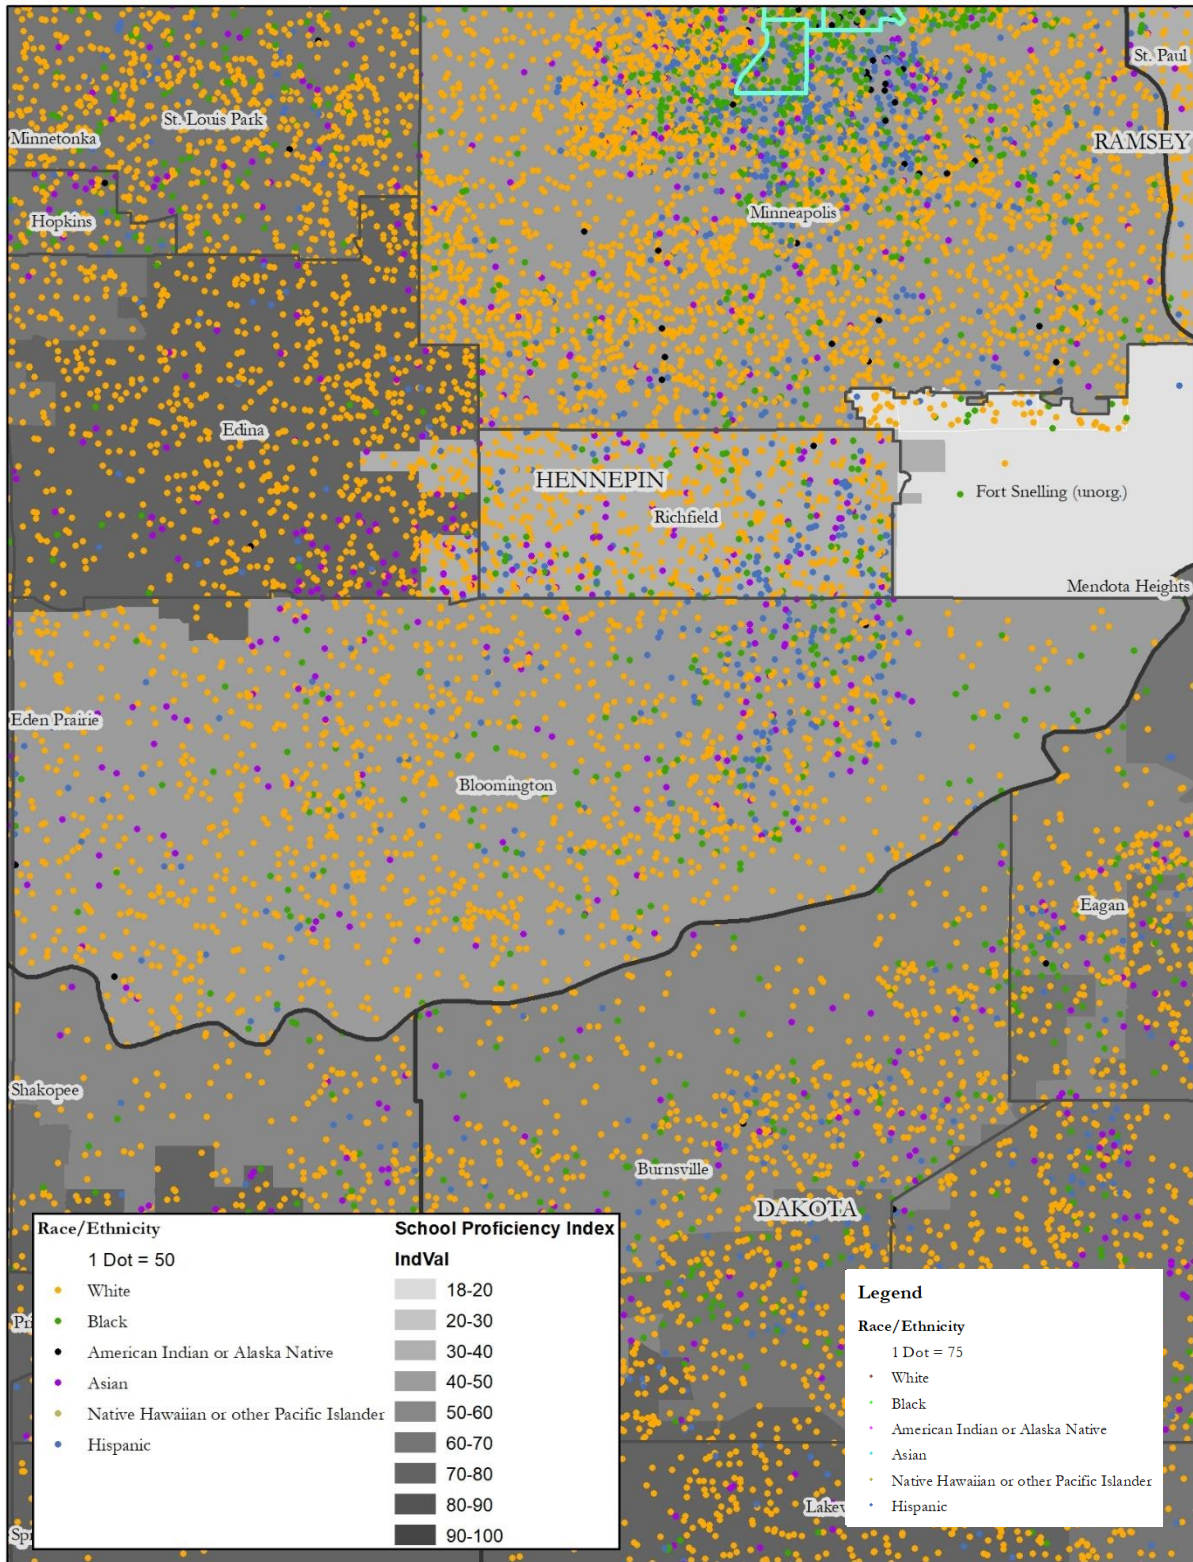 St. Paul
St. Louis Park
Minnetonka
RAMSEY
Hopkins
Minneapolis
Edina
HENNEPIN
Fort Snelling (unorg.)
Richfield
Mendota Heights
Eden Prairie
Bloomington
Eagan
Shakopee
Burnsville
DAKOTA
Race/Ethnicity
1 Dot = 50
White
Black
American Indian or Alaska Native
Asian
Native Hawaiian or other Pacific Islander
Hispanic
School Proficiency Index
IndVal
18-20
20-30
30-40
40-50
50-60
60-70
70-80
80-90
90-100
Legend
Race/Ethnicity
1 Dot = 75
White
Black
American Indian or Alaska Native
Asian
Native Hawaiian or other Pacific Islander
Hispanic